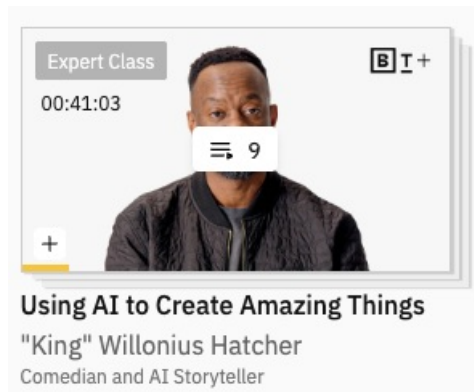 Expert Class
B T+
00:41:03
9
+
Using AI to Create Amazing Things
"King" Willonius Hatcher
Comedian and AI Storyteller